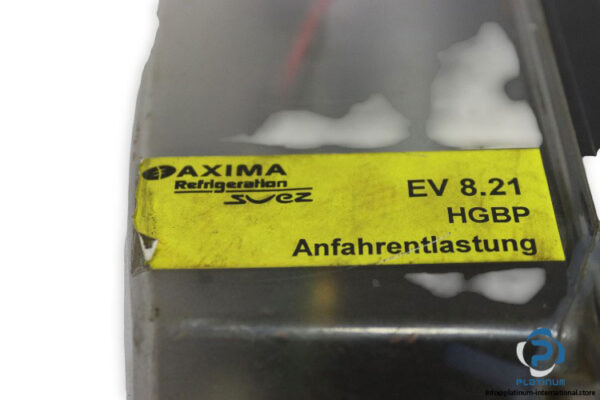 AXIMA
Refrigeration
suez
EV 8.21
HGBP
Anfahrentlastung
PLATINUM
info@platinum-international.store